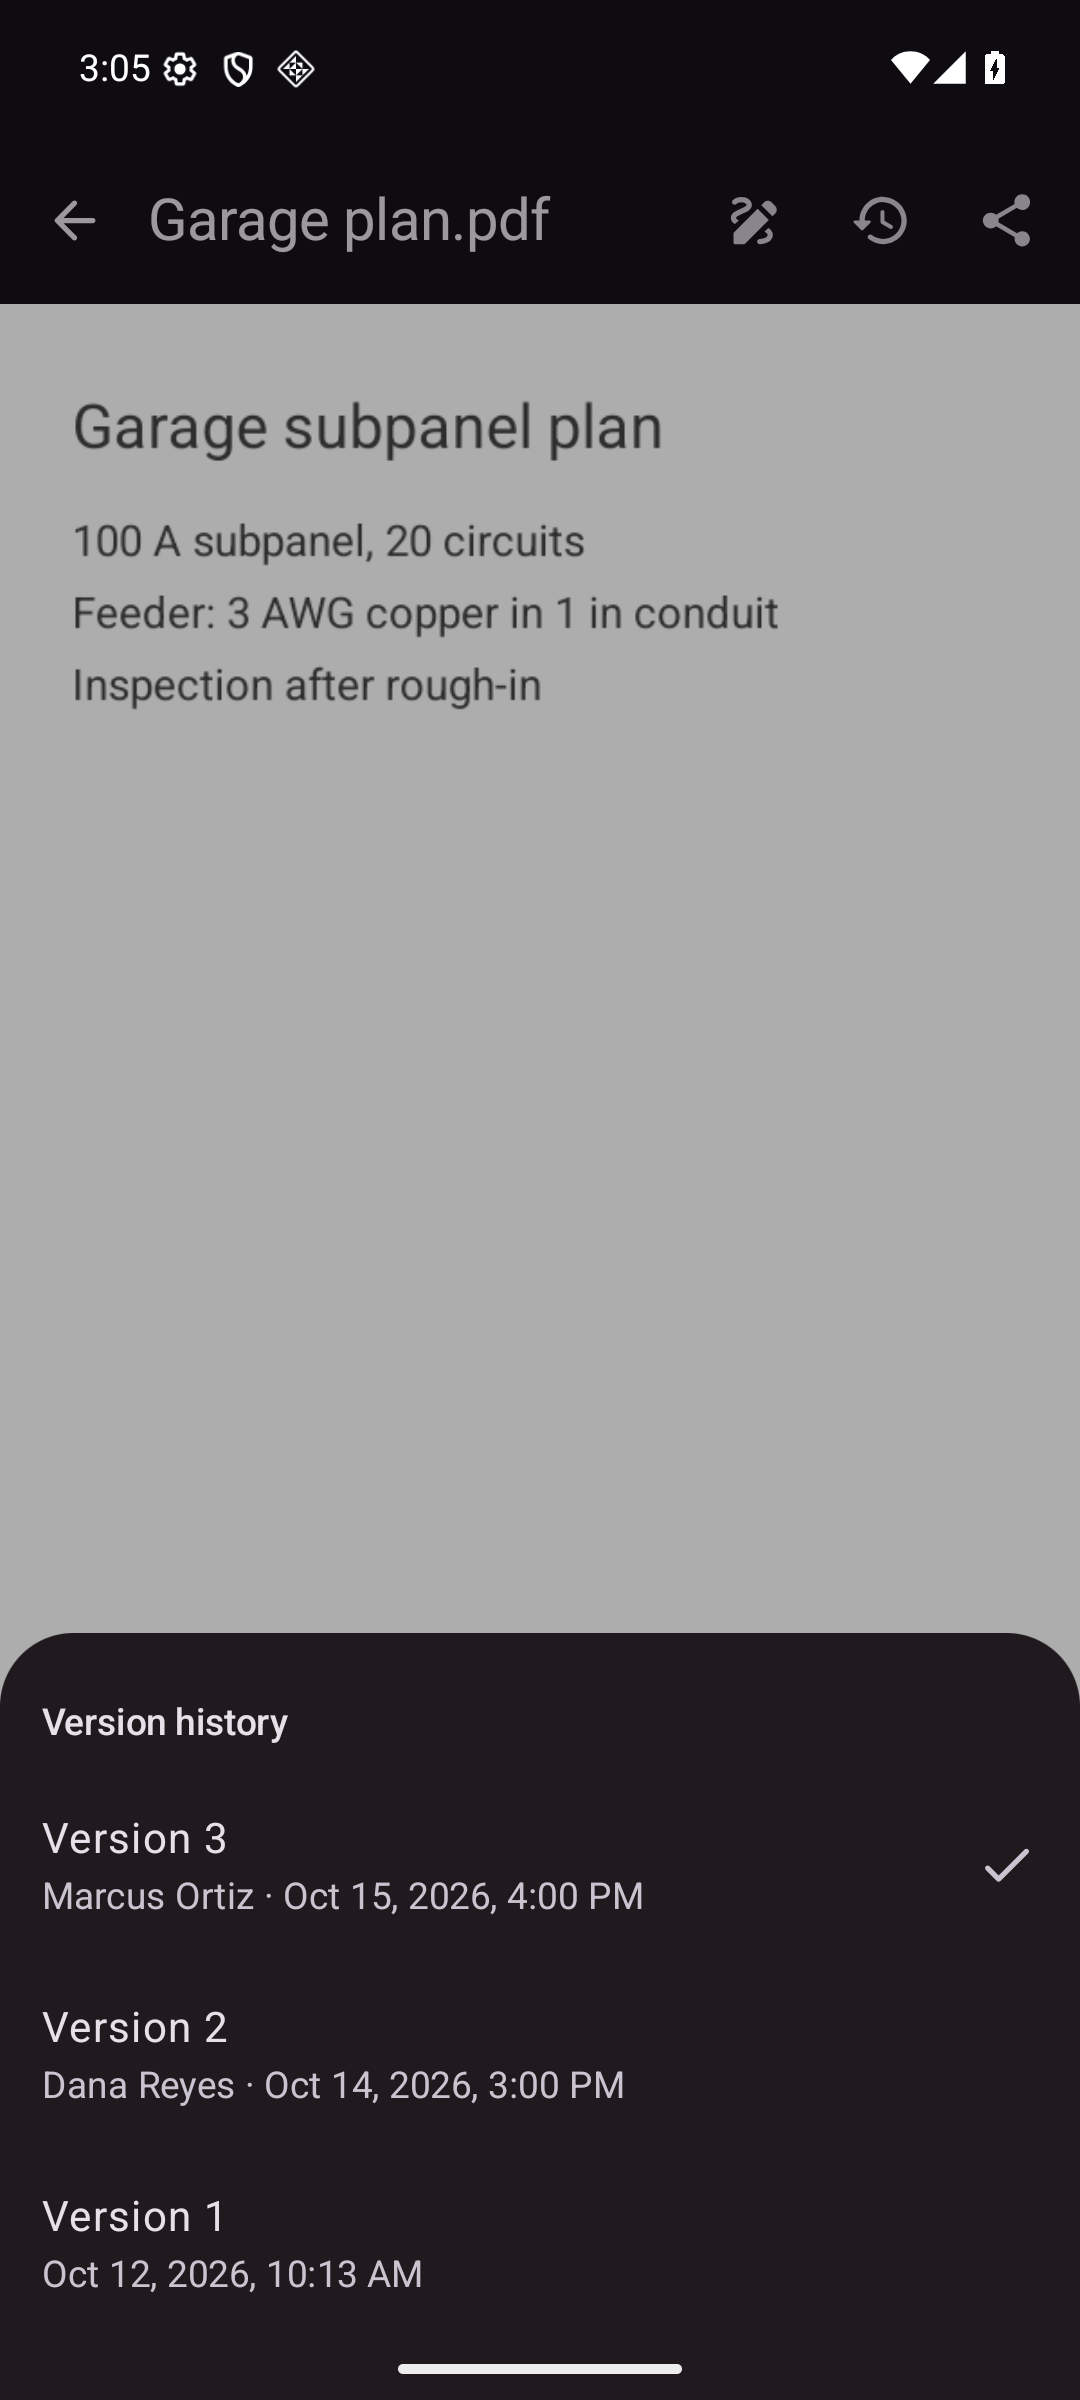 3:05
Garage plan.pdf
Garage subpanel plan
100 A subpanel, 20 circuits
Feeder: 3 AWG copper in 1 in conduit
Inspection after rough-in
Version history
Version 3
Marcus Ortiz · Oct 15, 2026, 4:00 PM
Version 2
Dana Reyes · Oct 14, 2026, 3:00 PM
Version 1
Oct 12, 2026, 10:13 AM